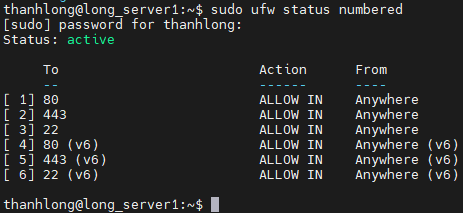 thanhlong@long_server1:~$ sudo ufw status numbered
[sudo] password for thanhlong:
Status: active
To Action From
-- ------ ----
[ 1] 80 ALLOW IN Anywhere
[ 2] 443 ALLOW IN Anywhere
[ 3] 22 ALLOW IN Anywhere
[ 4] 80 (v6) ALLOW IN Anywhere (v6)
[ 5] 443 (v6) ALLOW IN Anywhere (v6)
[ 6] 22 (v6) ALLOW IN Anywhere (v6)
thanhlong@long_server1:~$